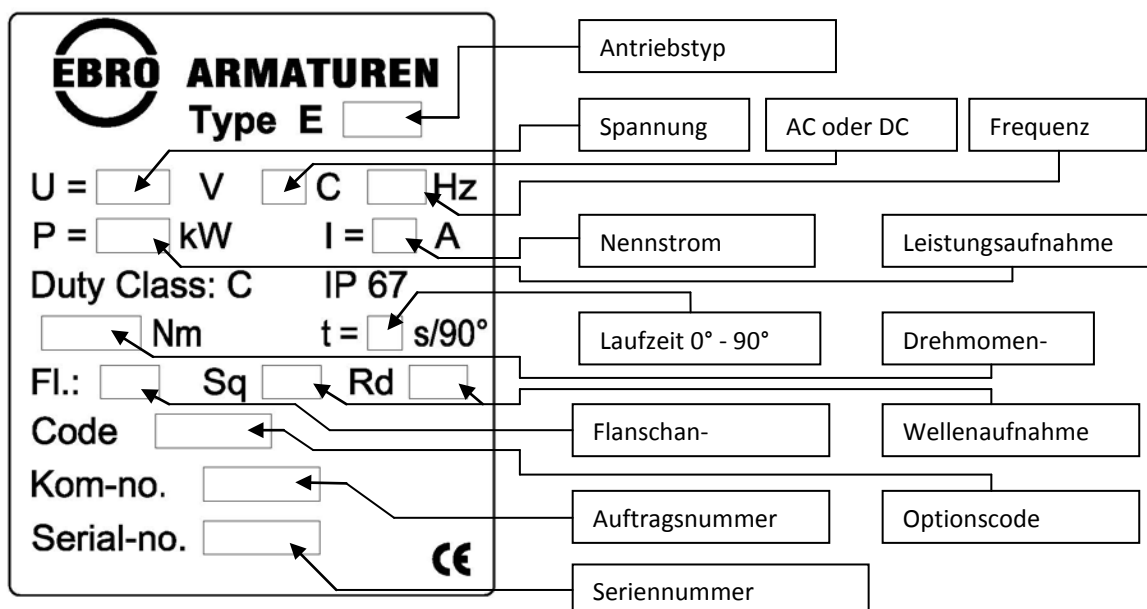 EBRO ARMATUREN
Type E
U = V C Hz
P = kW I = A
Duty Class: C IP 67
Nm t = s/90°
Fl.: Sq Rd
Code
Kom-no.
Serial-no.
CE
Antriebstyp
Spannung AC oder DC Frequenz
Nennstrom Leistungsaufnahme
Laufzeit 0° - 90° Drehmomen-
Flanschan- Wellenaufnahme
Auftragsnummer Optionscode
Seriennummer